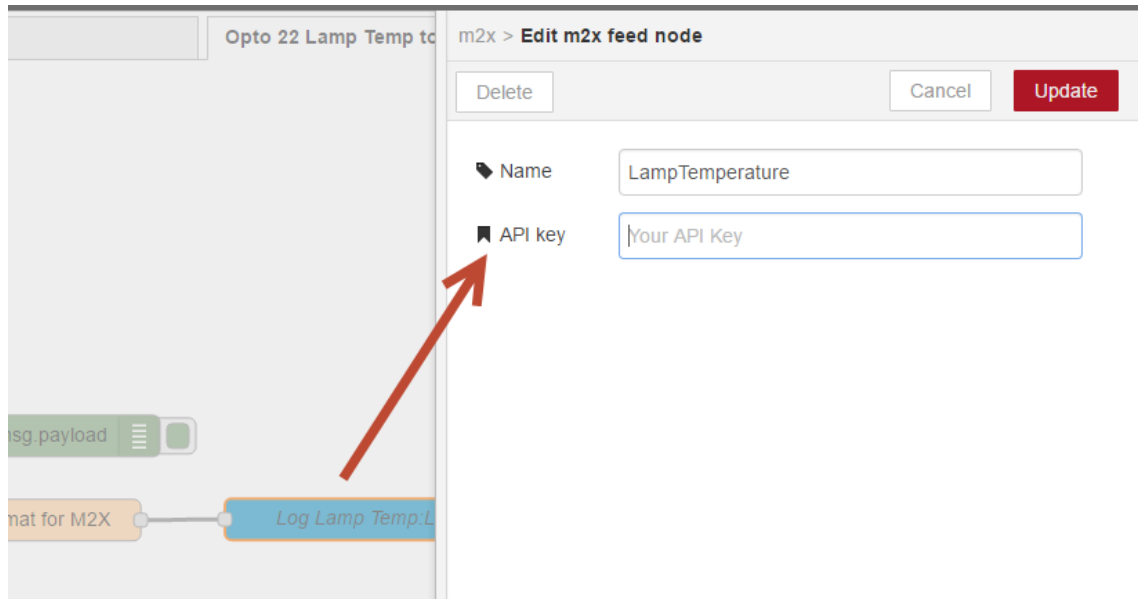 Opto 22 Lamp Temp to
m2x > Edit m2x feed node
Delete
Cancel
Update
Name
LampTemperature
API key
Your API Key
msg.payload
mat for M2X
Log Lamp Temp:L